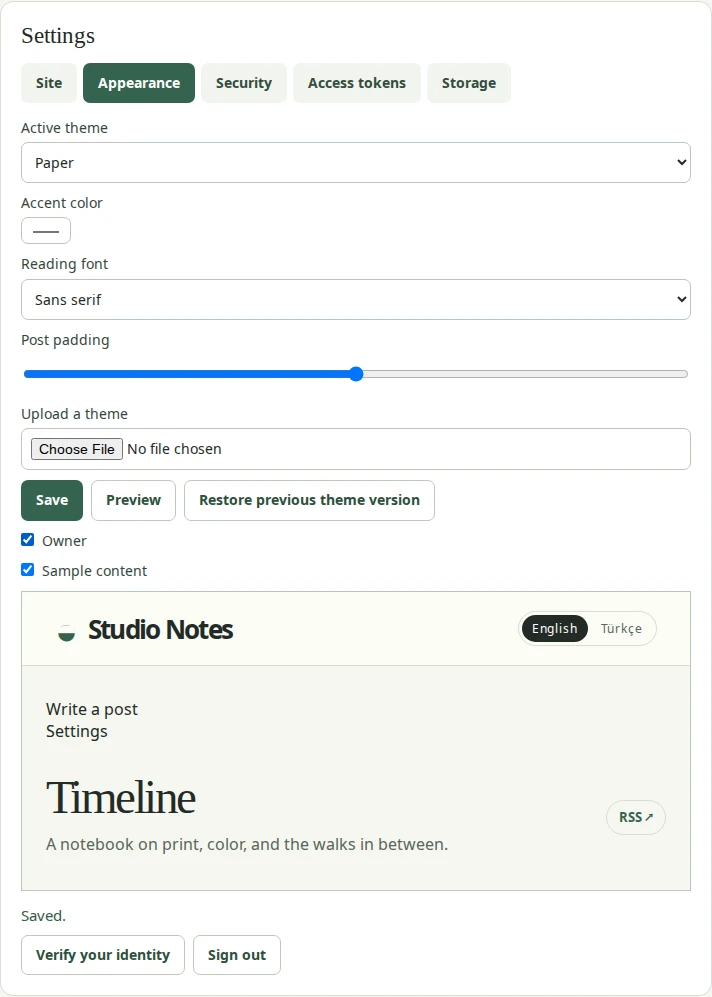 Settings
Site Appearance Security Access tokens Storage
Active theme
Paper
Accent color
Reading font
Sans serif
Post padding
Upload a theme
Choose File No file chosen
Save Preview Restore previous theme version
Owner
Sample content
Studio Notes English Türkçe
Write a post
Settings
Timeline
RSS↗
A notebook on print, color, and the walks in between.
Saved.
Verify your identity Sign out